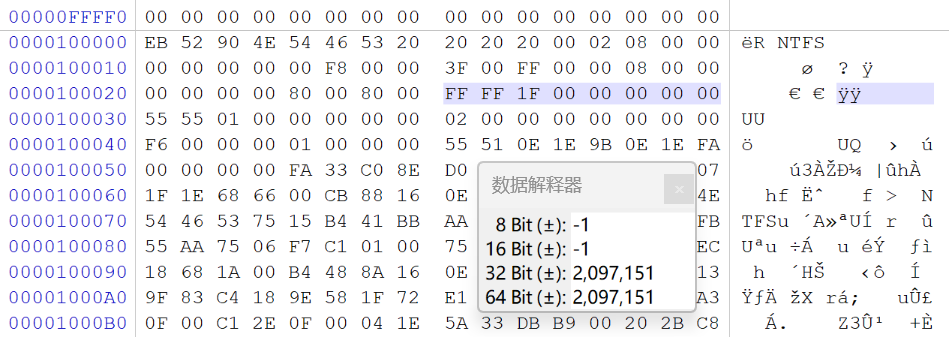 00000FFFF0 00 00 00 00 00 00 00 00 00 00 00 00 00 00 00 00
0000100000 EB 52 90 4E 54 46 53 20 20 20 20 00 02 08 00 00 ëR NTFS
0000100010 00 00 00 00 00 F8 00 00 3F 00 FF 00 00 08 00 00 ø ? ÿ
0000100020 00 00 00 00 80 00 80 00 FF FF 1F 00 00 00 00 00 € € ÿÿ
0000100030 55 55 01 00 00 00 00 00 02 00 00 00 00 00 00 00 UU
0000100040 F6 00 00 00 01 00 00 00 55 51 0E 1E 9B 0E 1E FA ö UQ › ú
0000100050 00 00 00 00 FA 33 C0 8E D0 07 ú3ÀŽÐ¼ |ûhÀ
0000100060 1F 1E 68 66 00 CB 88 16 0E 4E hf Ëˆ f > N
0000100070 54 46 53 75 15 B4 41 BB AA FB TFSu ´A»ªUÍ r û
0000100080 55 AA 75 06 F7 C1 01 00 75 EC Uªu ÷Á u éÝ fì
0000100090 18 68 1A 00 B4 48 8A 16 0E 13 h ´HŠ ‹ô Í
00001000A0 9F 83 C4 18 9E 58 1F 72 E1 A3 ŸƒÄ žX rá; uÛ£
00001000B0 0F 00 C1 2E 0F 00 04 1E 5A 33 DB B9 00 20 2B C8 Á. Z3Û¹ +È
数据解释器
×
8 Bit (±): -1
16 Bit (±): -1
32 Bit (±): 2,097,151
64 Bit (±): 2,097,151